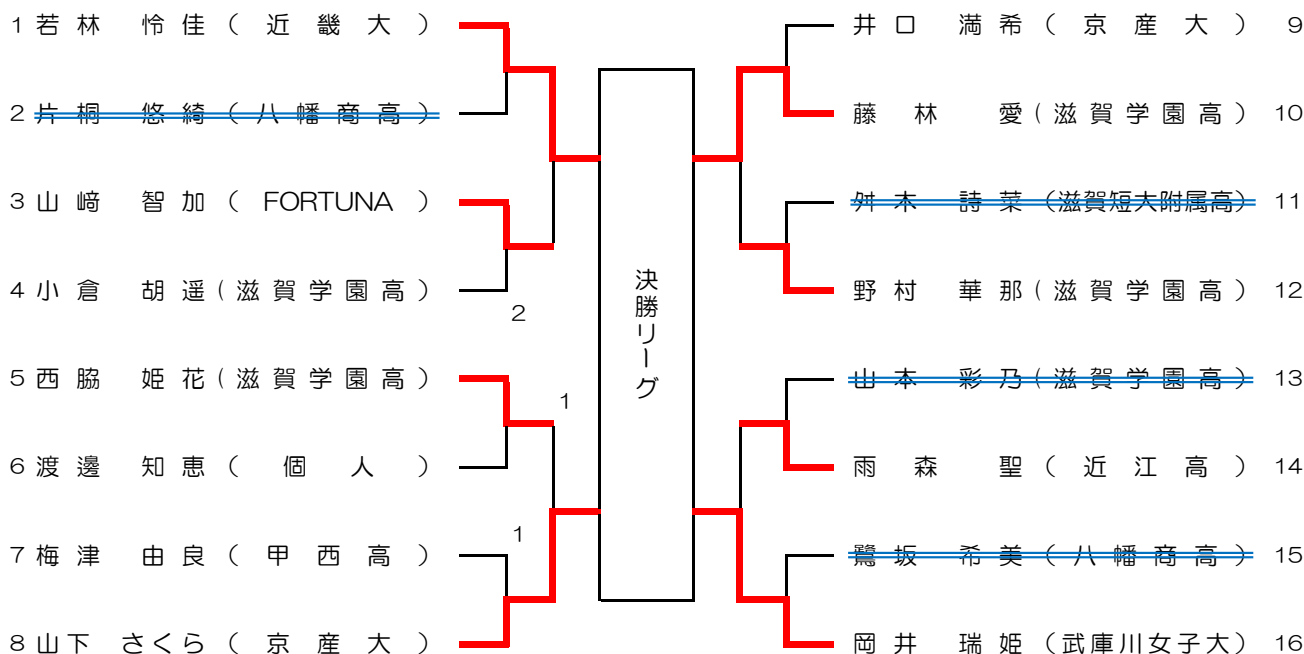 1 若林 怜佳（近畿大）
2 片桐 悠綺（八幡商高）
3 山﨑 智加（FORTUNA）
4 小倉 胡遥（滋賀学園高）
2
5 西脇 姫花（滋賀学園高）
1
6 渡邊 知恵（個人）
1
7 梅津 由良（甲西高）
8 山下 さくら（京産大）
決勝リーグ
井口 満希（京産大） 9
藤林 愛（滋賀学園高） 10
舛木 詩菜（滋賀短大附属高） 11
野村 華那（滋賀学園高） 12
山本 彩乃（滋賀学園高） 13
雨森 聖（近江高） 14
鷺坂 希美（八幡商高） 15
岡井 瑞姫（武庫川女子大） 16